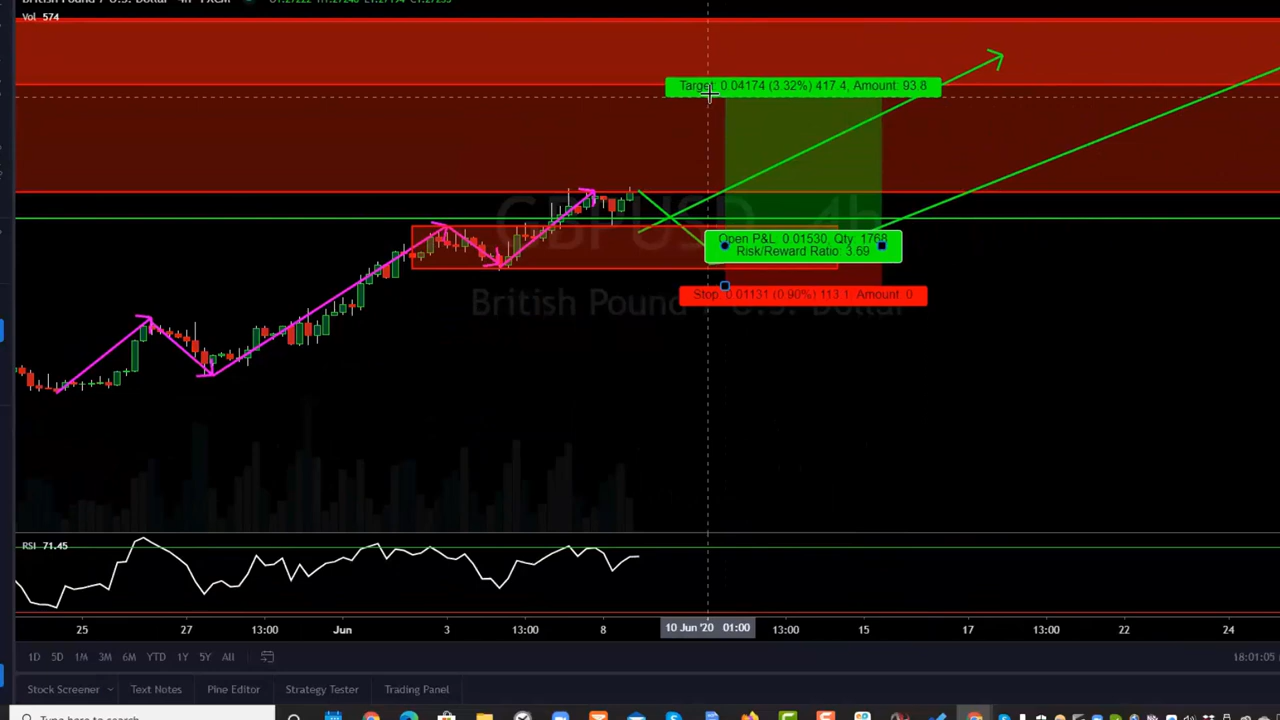 Vol 574
GBPUSD, 4h
British Pound / U.S. Dollar
Target: 0.04174 (3.32%) 417.4, Amount: 93.8
Open P&L: 0.01530, Qty: 1768
Risk/Reward Ratio: 3.69
Stop: 0.01131 (0.90%) 113.1, Amount: 0
RSI 71.45
25 27 13:00 Jun 3 13:00 8 10 Jun '20 01:00 13:00 15 17 13:00 22 24
1D 5D 1M 3M 6M YTD 1Y 5Y All
18:01:05
Stock Screener Text Notes Pine Editor Strategy Tester Trading Panel